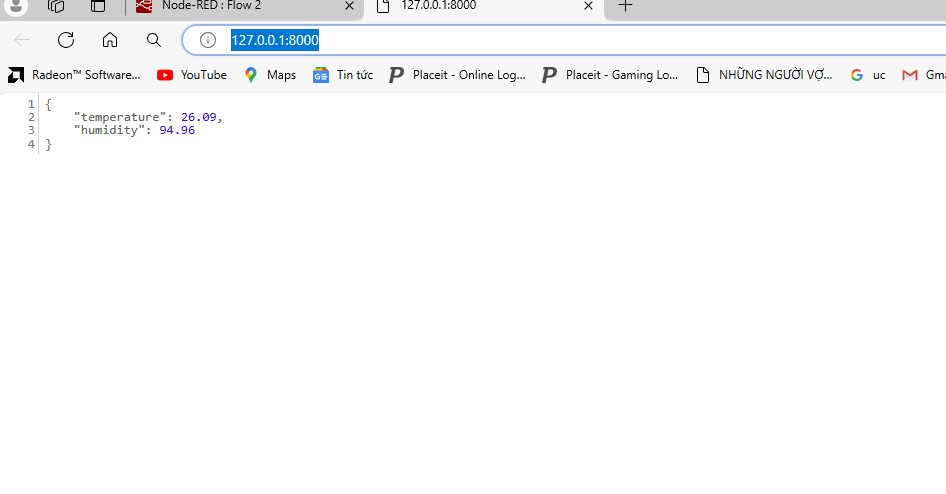 Node-RED : Flow 2
127.0.0.1:8000
127.0.0.1:8000
Radeon™ Software... YouTube Maps Tin tức Placeit - Online Log... Placeit - Gaming Lo... NHỮNG NGƯỜI VỢ... uc Gma
1 {
2 "temperature": 26.09,
3 "humidity": 94.96
4 }